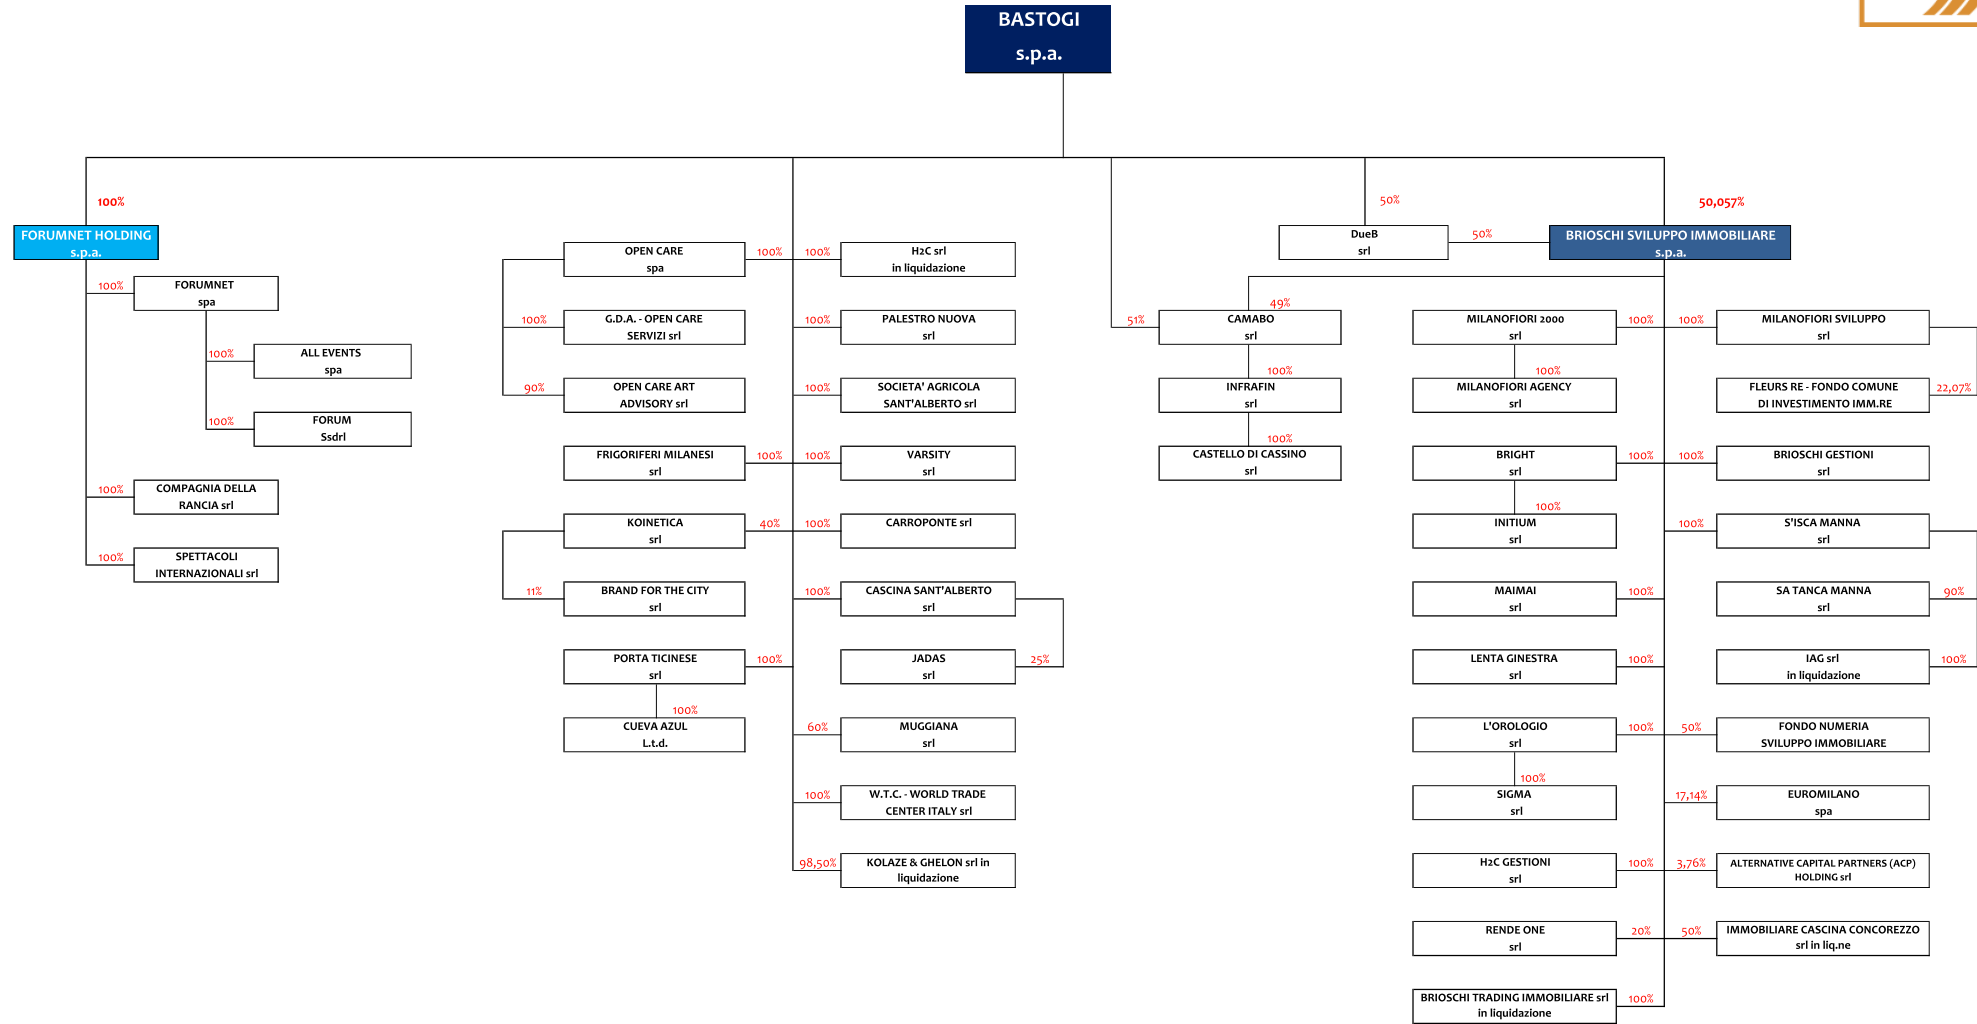 BASTOGI
s.p.a.
100%
FORUMNET HOLDING
s.p.a.
100%
FORUMNET
spa
100%
ALL EVENTS
spa
100%
FORUM
Ssdrl
100%
COMPAGNIA DELLA
RANCIA srl
100%
SPETTACOLI
INTERNAZIONALI srl
OPEN CARE
spa
100%
100%
G.D.A. - OPEN CARE
SERVIZI srl
90%
OPEN CARE ART
ADVISORY srl
FRIGORIFERI MILANESI
srl
100%
KOINETICA
srl
40%
11%
BRAND FOR THE CITY
srl
PORTA TICINESE
srl
100%
100%
CUEVA AZUL
L.t.d.
100%
H2C srl
in liquidazione
100%
PALESTRO NUOVA
srl
100%
SOCIETA' AGRICOLA
SANT'ALBERTO srl
100%
VARSITY
srl
100%
CARROPONTE srl
100%
CASCINA SANT'ALBERTO
srl
JADAS
srl
25%
60%
MUGGIANA
srl
100%
W.T.C. - WORLD TRADE
CENTER ITALY srl
98,50%
KOLAZE & GHELON srl in
liquidazione
50%
DueB
srl
50%
50,057%
BRIOSCHI SVILUPPO IMMOBILIARE
s.p.a.
49%
51%
CAMABO
srl
100%
INFRAFIN
srl
100%
CASTELLO DI CASSINO
srl
MILANOFIORI 2000
srl
100%
100%
MILANOFIORI AGENCY
srl
BRIGHT
srl
100%
100%
INITIUM
srl
MAIMAI
srl
100%
LENTA GINESTRA
srl
100%
L'OROLOGIO
srl
100%
100%
SIGMA
srl
H2C GESTIONI
srl
100%
RENDE ONE
srl
20%
BRIOSCHI TRADING IMMOBILIARE srl
in liquidazione
100%
100%
MILANOFIORI SVILUPPO
srl
FLEURS RE - FONDO COMUNE
DI INVESTIMENTO IMM.RE
22,07%
100%
BRIOSCHI GESTIONI
srl
100%
S'ISCA MANNA
srl
SA TANCA MANNA
srl
90%
IAG srl
in liquidazione
100%
50%
FONDO NUMERIA
SVILUPPO IMMOBILIARE
17,14%
EUROMILANO
spa
3,76%
ALTERNATIVE CAPITAL PARTNERS (ACP)
HOLDING srl
50%
IMMOBILIARE CASCINA CONCOREZZO
srl in liq.ne